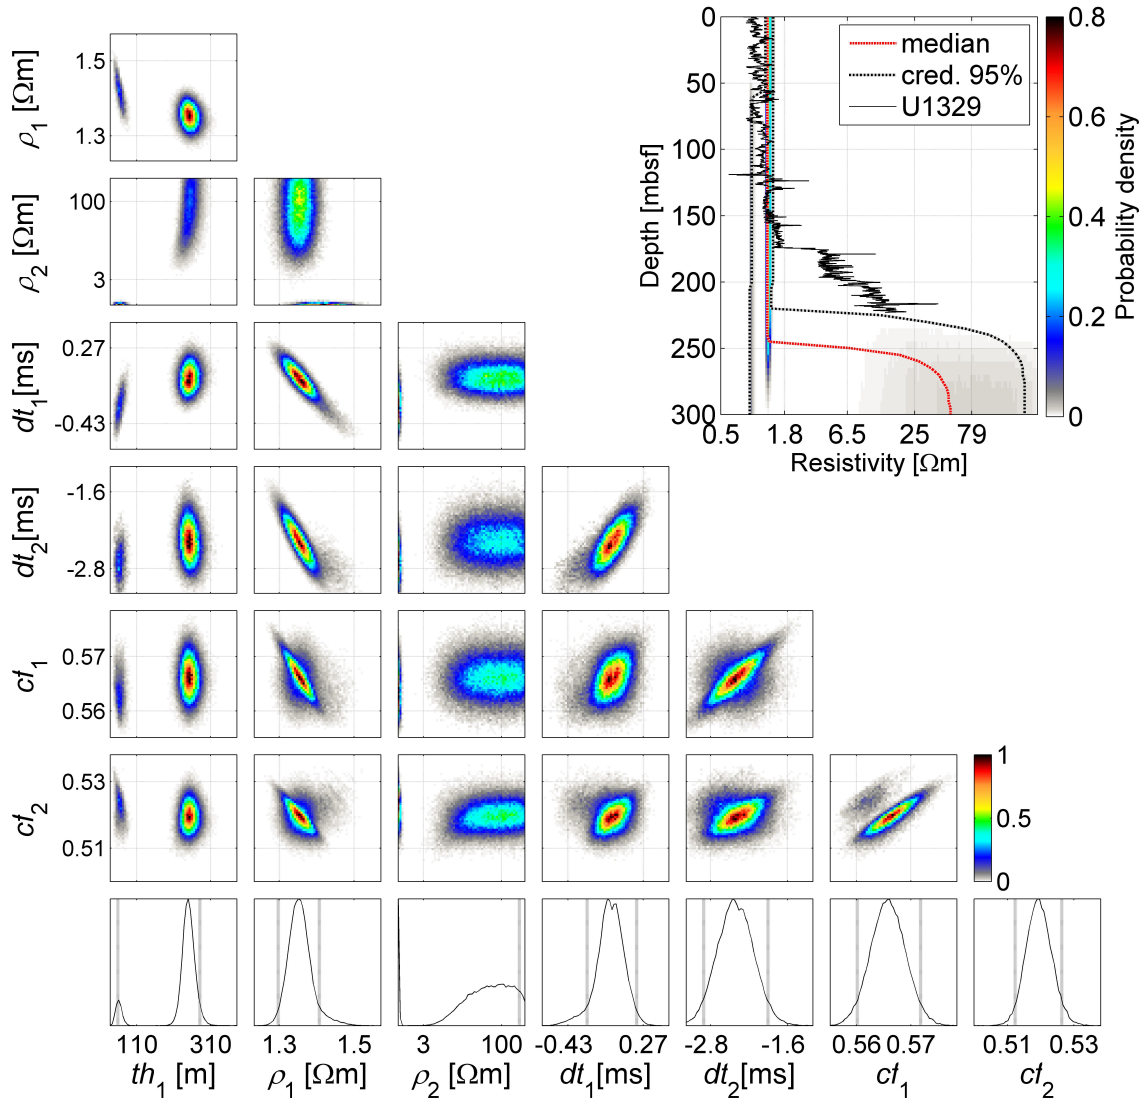 0
50
100
150
200
250
300
Depth [mbsf]
0.5 1.8 6.5 25 79
Resistivity [Ωm]
median
cred. 95%
U1329
0.8
0.6
0.4
0.2
0
Probability density
1.5
1.3
ρ1 [Ωm]
100
3
ρ2 [Ωm]
0.27
-0.43
dt1[ms]
-1.6
-2.8
dt2[ms]
0.57
0.56
cf1
0.53
0.51
cf2
1
0.5
0
110 310 1.3 1.5 3 100 -0.43 0.27 -2.8 -1.6 0.56 0.57 0.51 0.53
th1 [m] ρ1 [Ωm] ρ2 [Ωm] dt1[ms] dt2[ms] cf1 cf2